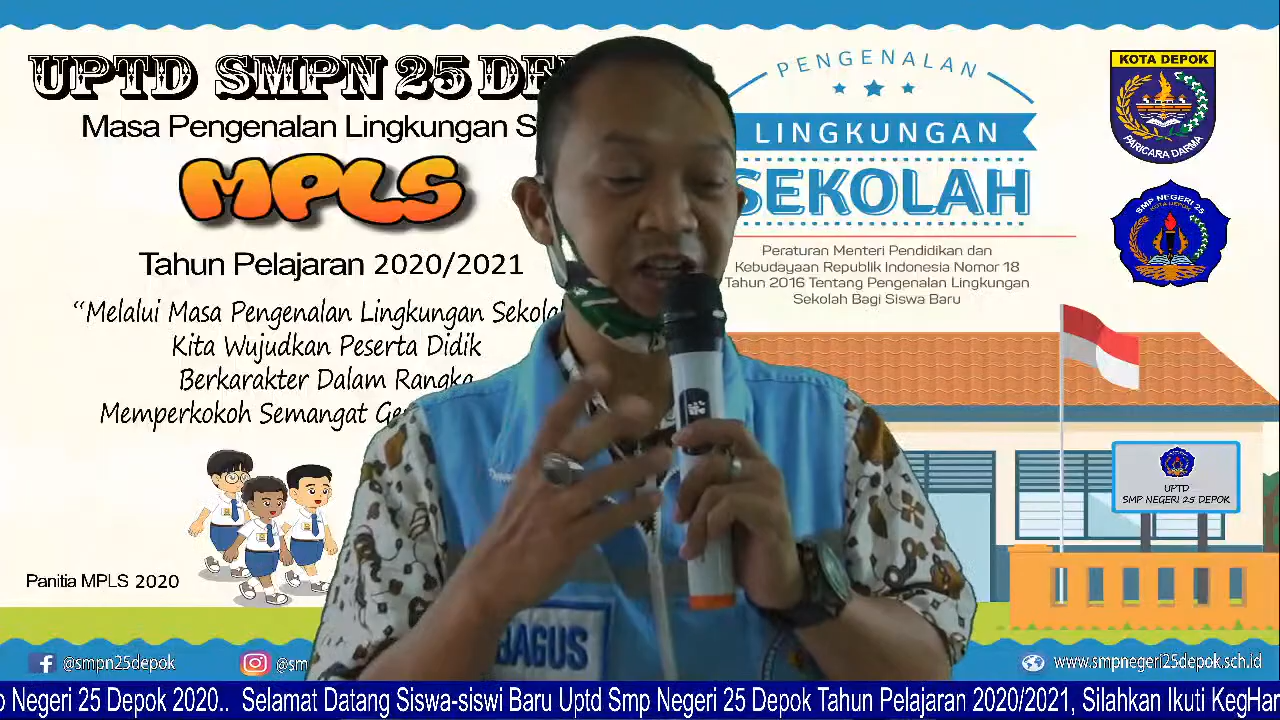 UPTD SMPN 25 DE
Masa Pengenalan Lingkungan S
MPLS
Tahun Pelajaran 2020/2021
“Melalui Masa Pengenalan Lingkungan Sekolah
Kita Wujudkan Peserta Didik
Berkarakter Dalam Rangka
Memperkokoh Semangat Ge
Panitia MPLS 2020
PENGENALAN
LINGKUNGAN
SEKOLAH
Peraturan Menteri Pendidikan dan
Kebudayaan Republik Indonesia Nomor 18
Tahun 2016 Tentang Pengenalan Lingkungan
Sekolah Bagi Siswa Baru
KOTA DEPOK
PARICARA DARMA
SMP NEGERI 25
KOTA DEPOK
UPTD
SMP NEGERI 25 DEPOK
BAGUS
@smpn25depok
@sm
www.smpnegeri25depok.sch.id
p Negeri 25 Depok 2020.. Selamat Datang Siswa-siswi Baru Uptd Smp Negeri 25 Depok Tahun Pelajaran 2020/2021, Silahkan Ikuti KegHar